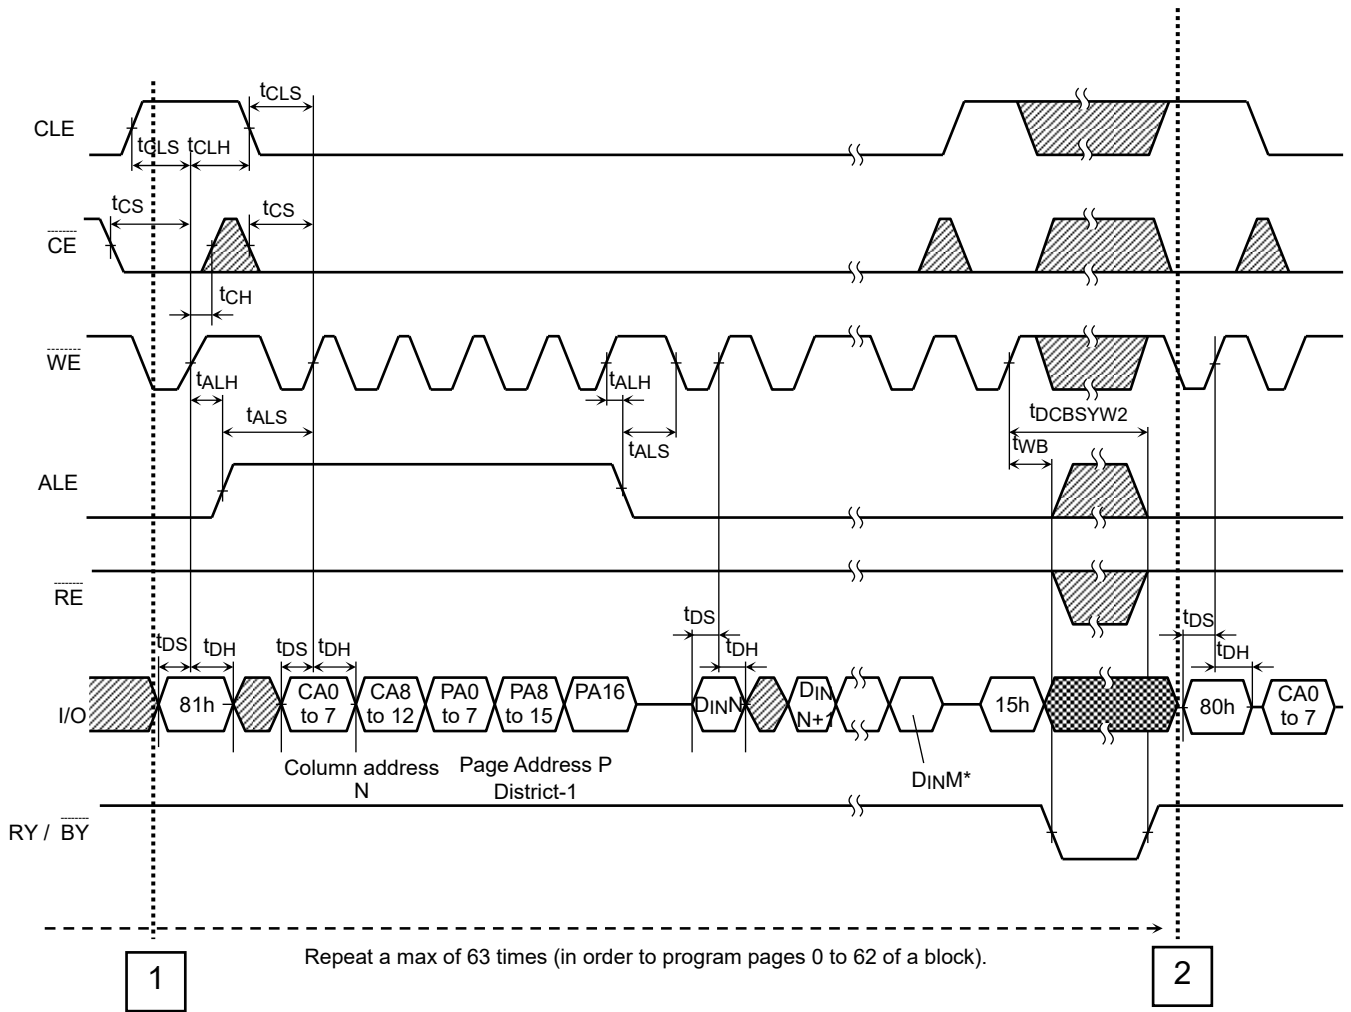 tCLS
CLE
tCLS tCLH
tCS
tCS
CE
tCH
WE
tALH
tALH
tDCBSYW2
tALS
tALS
tWB
ALE
RE
tDS
tDS
tDS
tDH
tDS
tDH
tDH
tDH
I/O
81h
CA0 to 7
CA8 to 12
PA0 to 7
PA8 to 15
PA16
DINN
DIN N+1
15h
80h
CA0 to 7
Column address N
Page Address P District-1
DINM*
RY / BY
Repeat a max of 63 times (in order to program pages 0 to 62 of a block).
1
2